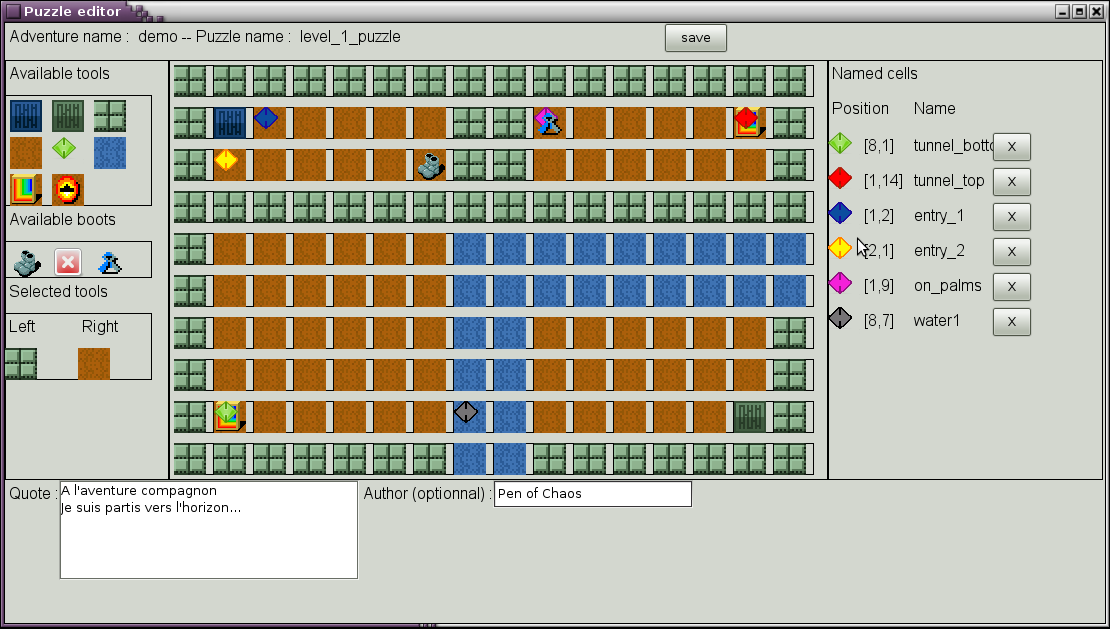 Puzzle editor
Adventure name : demo -- Puzzle name : level_1_puzzle
save
Available tools
Available boots
Selected tools
Left Right
Named cells
Position Name
[8,1] tunnel_botto x
[1,14] tunnel_top x
[1,2] entry_1 x
2,1] entry_2 x
[1,9] on_palms x
[8,7] water1 x
Quote :
A l'aventure compagnon
Je suis partis vers l'horizon...
Author (optionnal) : Pen of Chaos